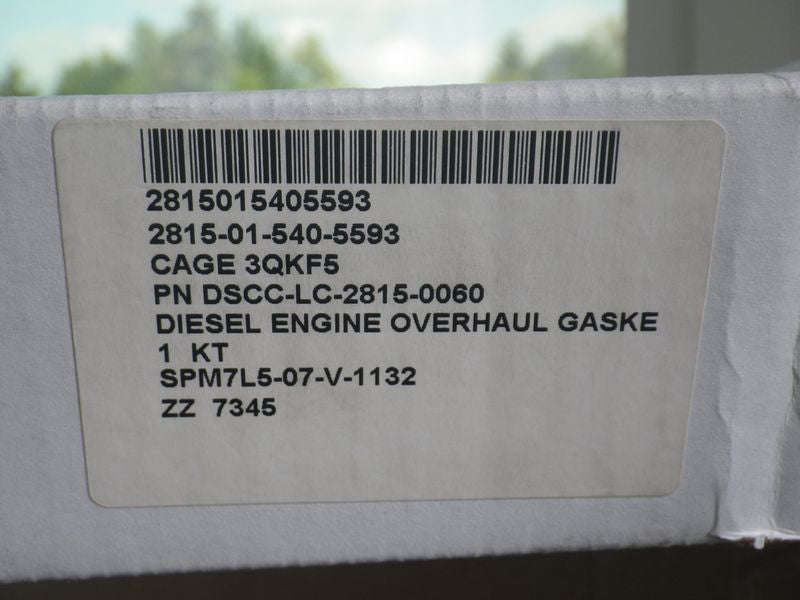 2815015405593
2815-01-540-5593
CAGE 3QKF5
PN DSCC-LC-2815-0060
DIESEL ENGINE OVERHAUL GASKE
1 KT
SPM7L5-07-V-1132
ZZ 7345